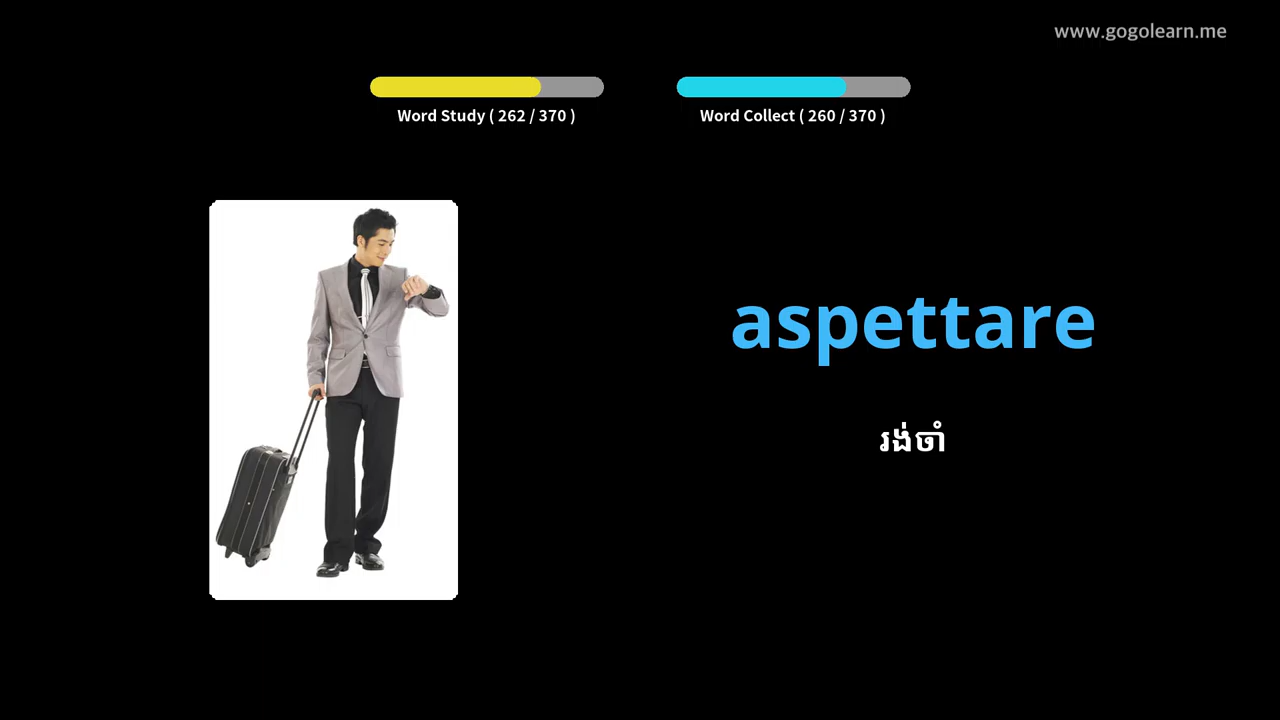 www.gogolearn.me
Word Study ( 262 / 370 )
Word Collect ( 260 / 370 )
aspettare
រង់ចាំ